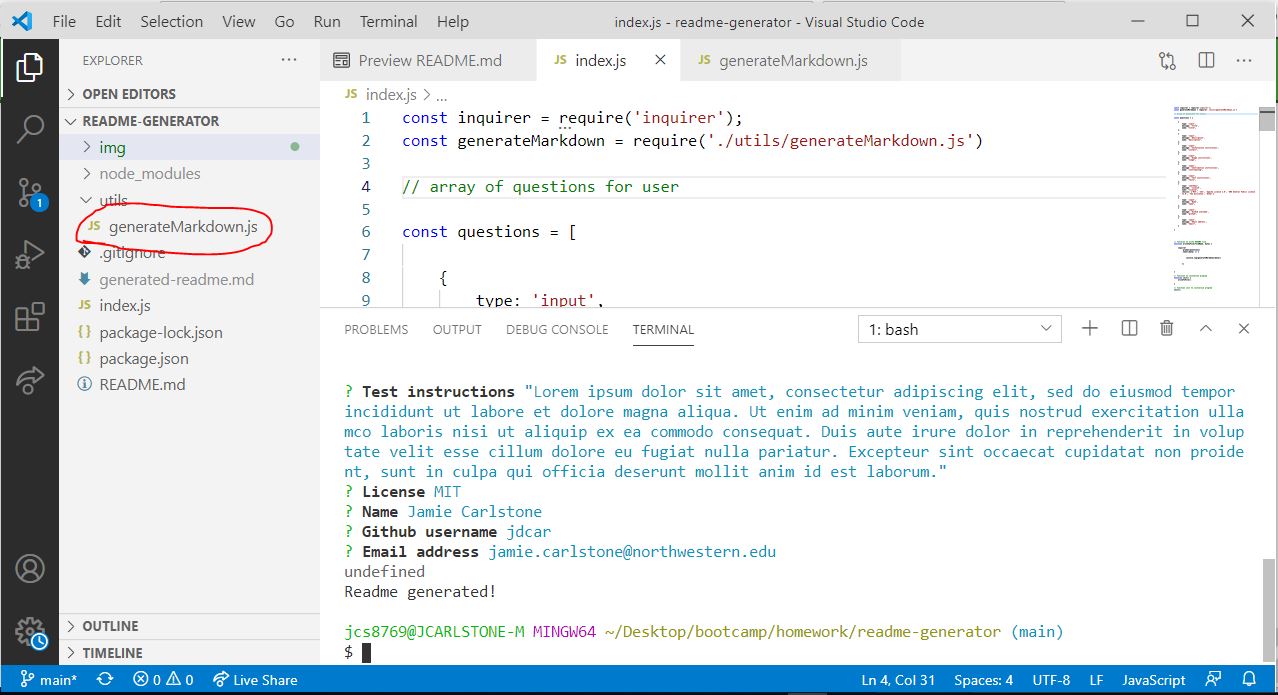 File Edit Selection View Go Run Terminal Help index.js - readme-generator - Visual Studio Code
EXPLORER ...
Preview README.md JS index.js JS generateMarkdown.js ...
OPEN EDITORS
README-GENERATOR
img
node_modules
utils
JS generateMarkdown.js
.gitignore
generated-readme.md
JS index.js
{} package-lock.json
{} package.json
README.md
OUTLINE
TIMELINE
1
JS index.js > ...
1 const inquirer = require('inquirer');
2 const generateMarkdown = require('./utils/generateMarkdown.js')
3
4 // array of questions for user
5
6 const questions = [
7
8 {
9 type: 'input',
PROBLEMS OUTPUT DEBUG CONSOLE TERMINAL 1: bash
? Test instructions "Lorem ipsum dolor sit amet, consectetur adipiscing elit, sed do eiusmod tempor
incididunt ut labore et dolore magna aliqua. Ut enim ad minim veniam, quis nostrud exercitation ulla
mco laboris nisi ut aliquip ex ea commodo consequat. Duis aute irure dolor in reprehenderit in volup
tate velit esse cillum dolore eu fugiat nulla pariatur. Excepteur sint occaecat cupidatat non proide
nt, sunt in culpa qui officia deserunt mollit anim id est laborum."
? License MIT
? Name Jamie Carlstone
? Github username jdcar
? Email address jamie.carlstone@northwestern.edu
undefined
Readme generated!
jcs8769@JCARLSTONE-M MINGW64 ~/Desktop/bootcamp/homework/readme-generator (main)
$
main* 0 0 Live Share Ln 4, Col 31 Spaces: 4 UTF-8 LF JavaScript